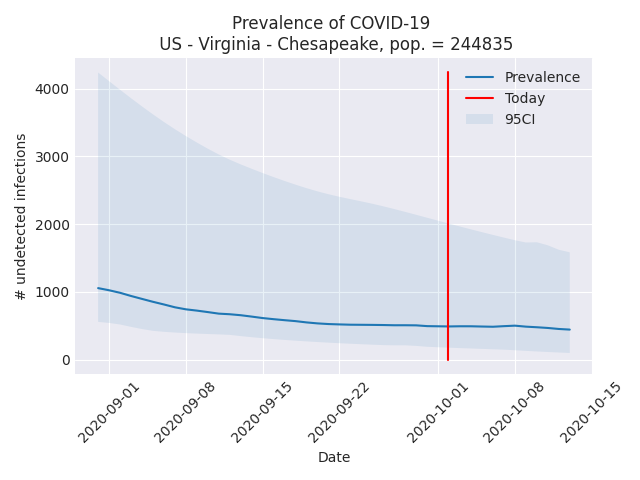 Prevalence of COVID-19
US - Virginia - Chesapeake, pop. = 244835
Prevalence
Today
95CI
# undetected infections
4000
3000
2000
1000
0
2020-09-01
2020-09-08
2020-09-15
2020-09-22
2020-10-01
2020-10-08
2020-10-15
Date